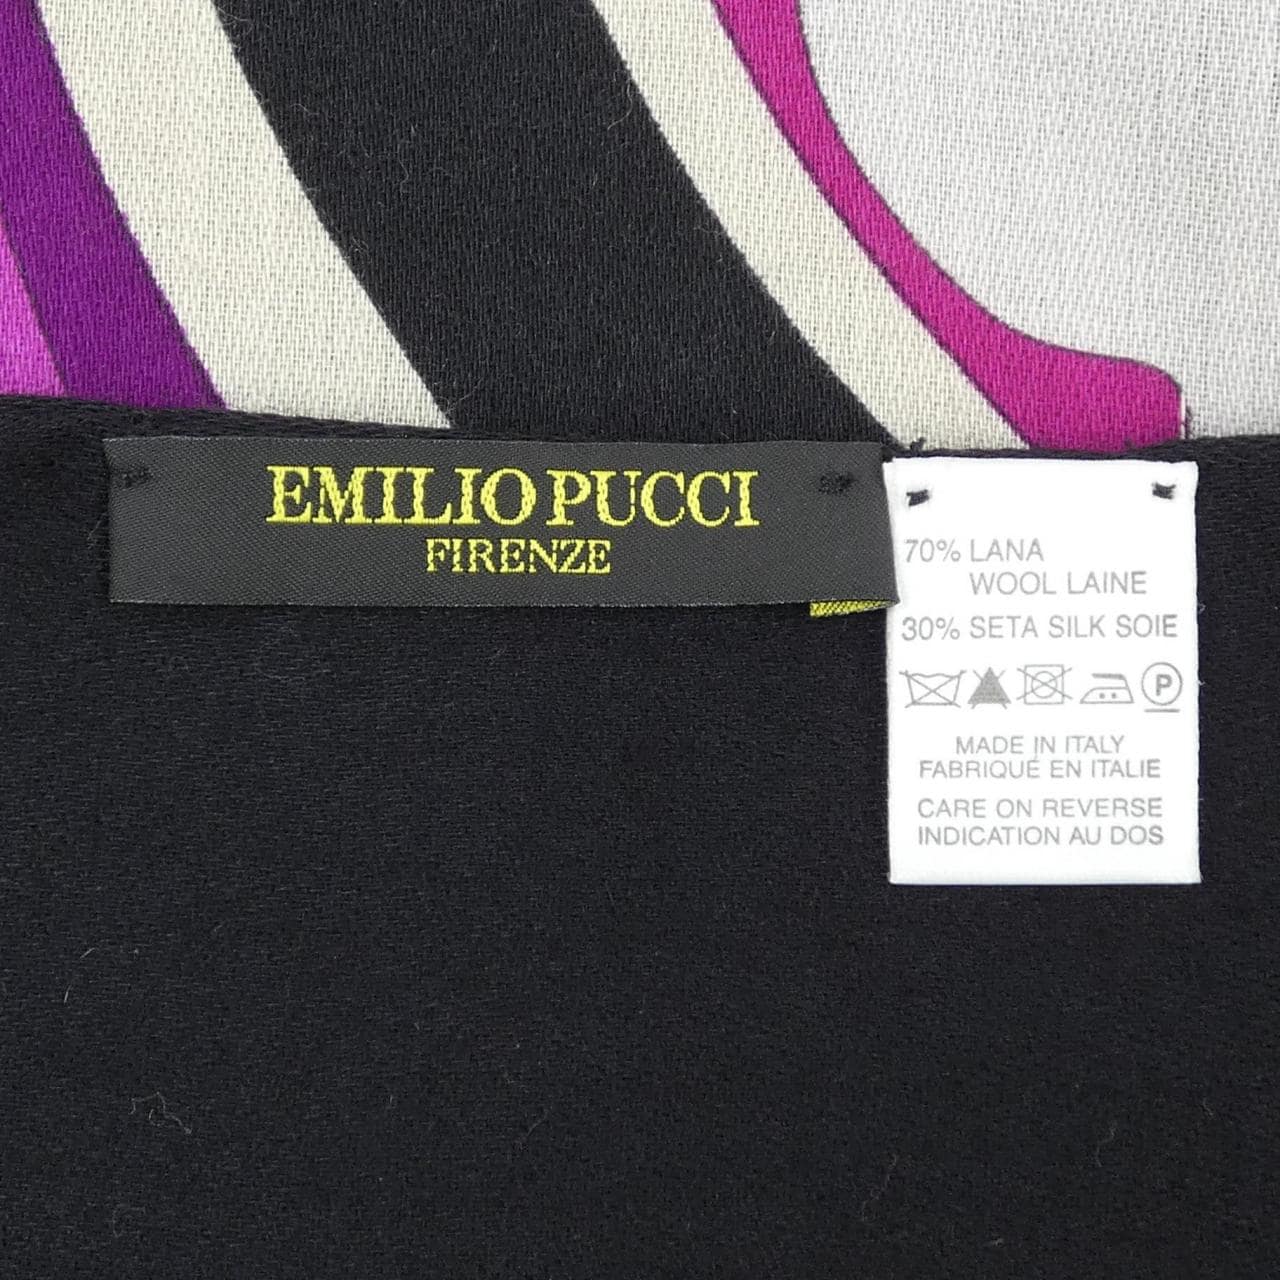 EMILIO PUCCI
FIRENZE
70% LANA
WOOL LAINE
30% SETA SILK SOIE
P
MADE IN ITALY
FABRIQUÉ EN ITALIE
CARE ON REVERSE
INDICATION AU DOS